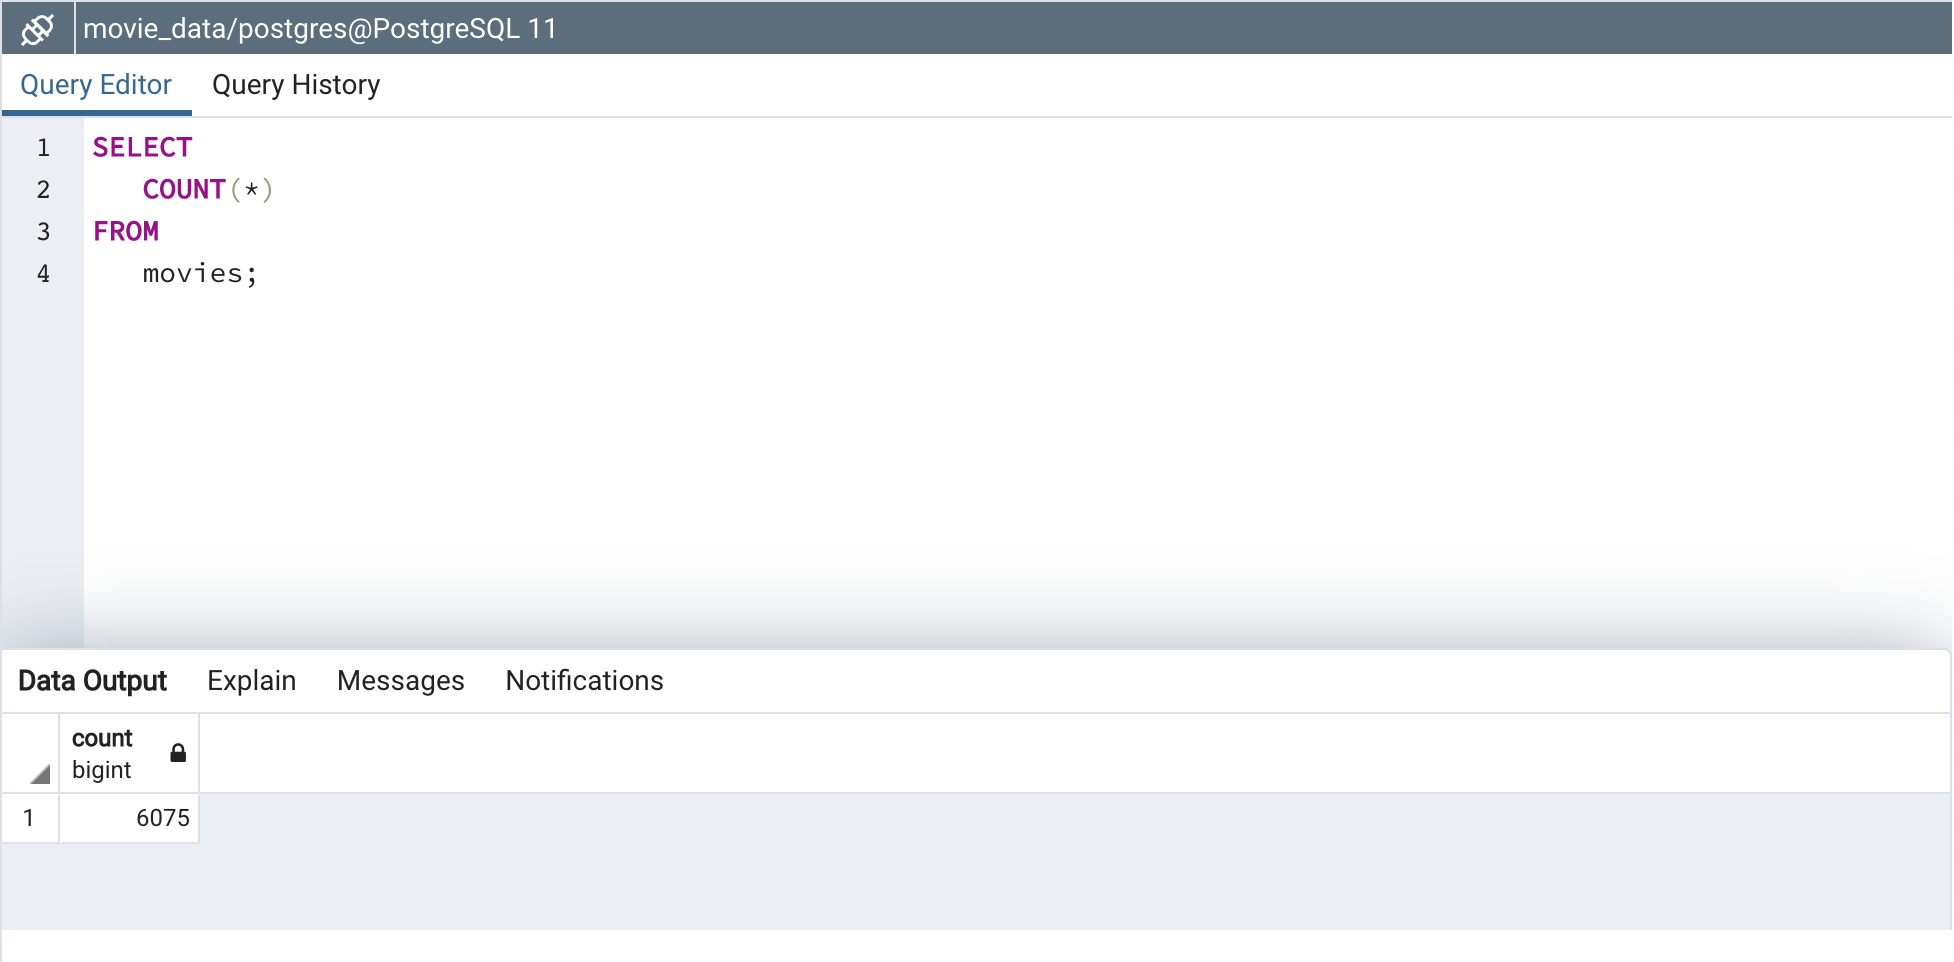 movie_data/postgres@PostgreSQL 11
Query Editor Query History
1 SELECT
2 COUNT(*)
3 FROM
4 movies;
Data Output Explain Messages Notifications
count
bigint
1 6075